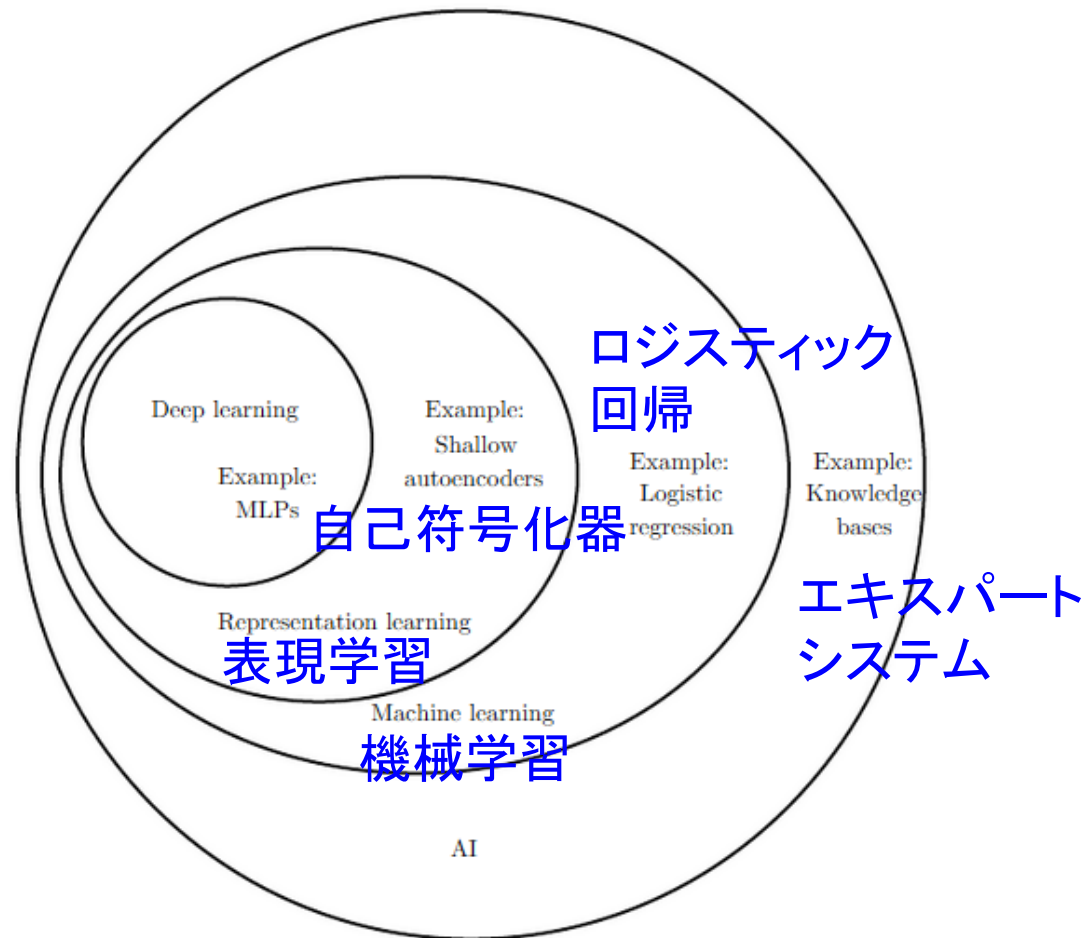 ロジスティック
回帰
Deep learning
Example:
MLPs
Example:
Shallow
autoencoders
自己符号化器
Example:
Logistic
regression
Example:
Knowledge
bases
エキスパート
システム
Representation learning
表現学習
Machine learning
機械学習
AI